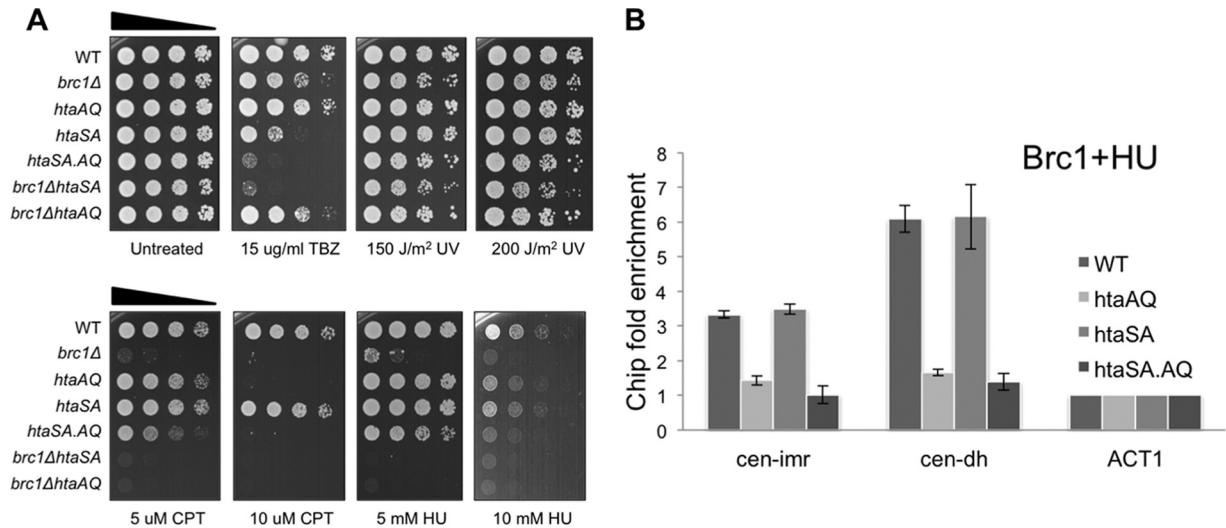 A
WT
brc1Δ
htaAQ
htaSA
htaSA.AQ
brc1ΔhtaSA
brc1ΔhtaAQ
Untreated
15 ug/ml TBZ
150 J/m² UV
200 J/m² UV
WT
brc1Δ
htaAQ
htaSA
htaSA.AQ
brc1ΔhtaSA
brc1ΔhtaAQ
5 uM CPT
10 uM CPT
5 mM HU
10 mM HU
B
Brc1+HU
Chip fold enrichment
8
7
6
5
4
3
2
1
0
WT
htaAQ
htaSA
htaSA.AQ
cen-imr
cen-dh
ACT1